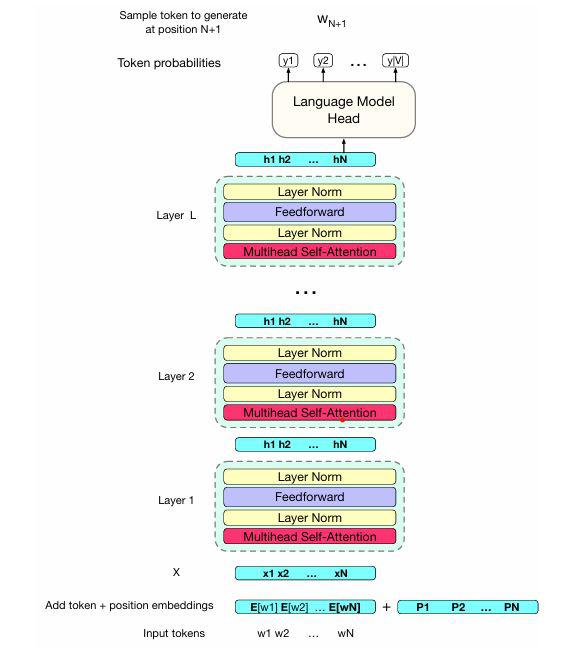 Sample token to generate
at position N+1
wN+1
Token probabilities
y1 y2 ... y|V|
Language Model
Head
h1 h2 ... hN
Layer L
Layer Norm
Feedforward
Layer Norm
Multihead Self-Attention
...
h1 h2 ... hN
Layer 2
Layer Norm
Feedforward
Layer Norm
Multihead Self-Attention
h1 h2 ... hN
Layer 1
Layer Norm
Feedforward
Layer Norm
Multihead Self-Attention
X
x1 x2 ... xN
Add token + position embeddings
E[w1] E[w2] ... E[wN] + P1 P2 ... PN
Input tokens
w1 w2 ... wN